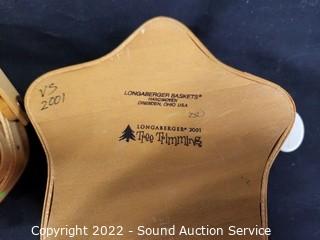 VS
2001
LONGABERGER BASKETS®
HANDWOVEN
DRESDEN, OHIO USA
LONGABERGER® 2001
Tree Trimming
Copyright 2022 - Sound Auction Service